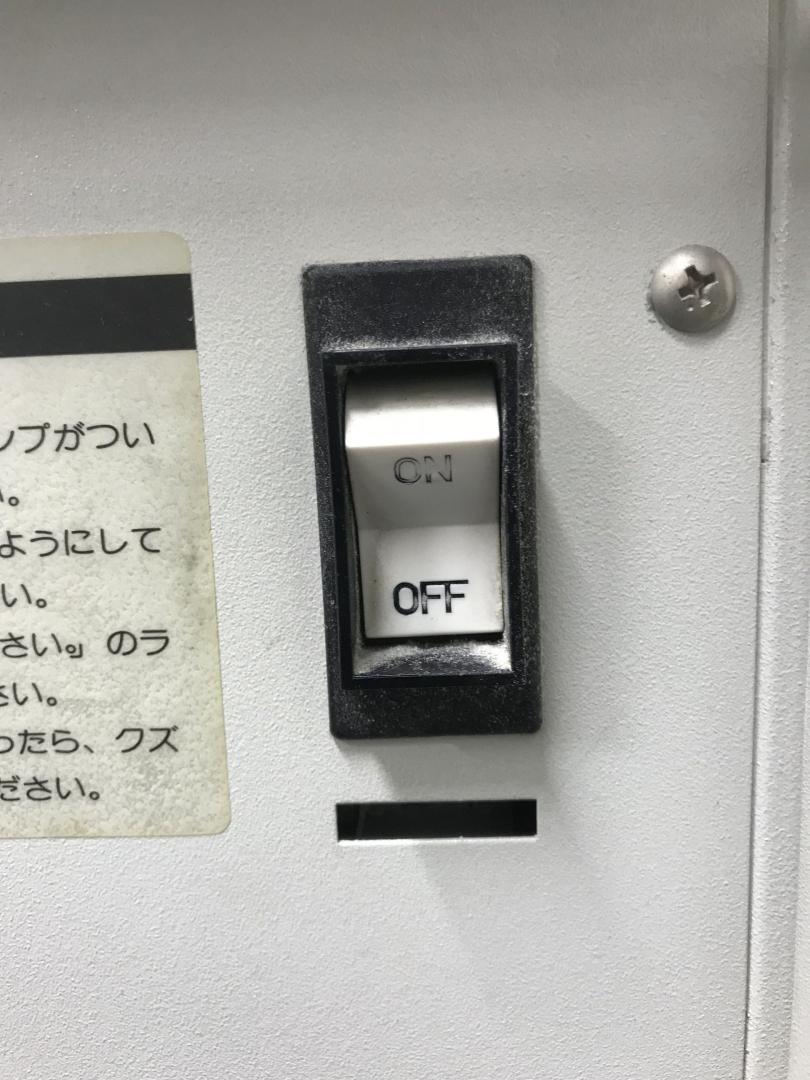 ンプがつい
い。
ようにして
い。
さい。』のラ
さい。
ったら、クズ
ださい。
ON
OFF